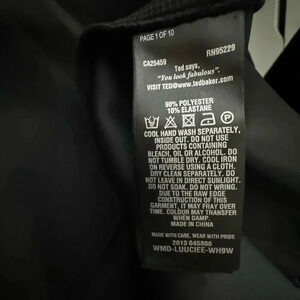 PAGE 1 OF 10
CA25459
RN95229
Ted says,
"You look fabulous".
VISIT TED@www.tedbaker.com
90% POLYESTER
10% ELASTANE
COOL HAND WASH SEPARATELY,
INSIDE OUT. DO NOT USE
PRODUCTS CONTAINING
BLEACH, OIL OR ALCOHOL. DO
NOT TUMBLE DRY. COOL IRON
ON REVERSE USING A CLOTH.
DRY CLEAN SEPARATELY. DO
NOT LEAVE IN DIRECT SUNLIGHT.
DO NOT SOAK. DO NOT WRING.
DUE TO THE RAW EDGE
CONSTRUCTION OF THIS
GARMENT, IT MAY FRAY OVER
TIME. COLOUR MAY TRANSFER
WHEN DAMP.
MADE IN CHINA
MADE WITH CARE, WEAR WITH PRIDE
2013 045806
WMD-LUUCIEE-WH9W